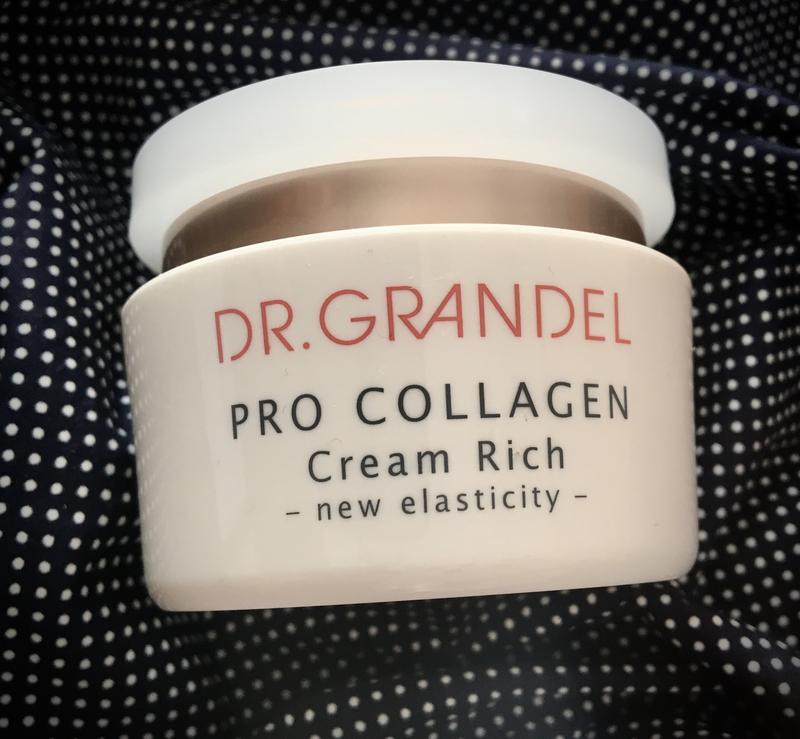 DR.GRANDEL
PRO COLLAGEN
Cream Rich
– new elasticity –